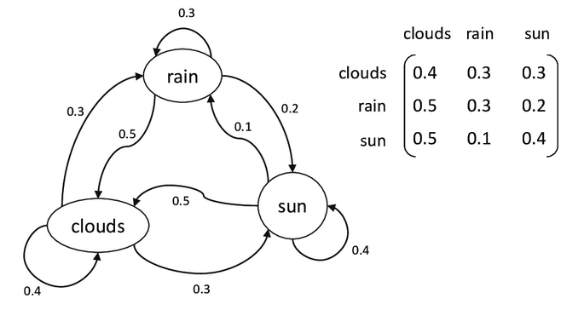 0.3
rain
0.3
0.5
0.1
0.2
0.5
clouds
sun
0.4
0.3
0.4
clouds rain sun
clouds 0.4 0.3 0.3
rain 0.5 0.3 0.2
sun 0.5 0.1 0.4